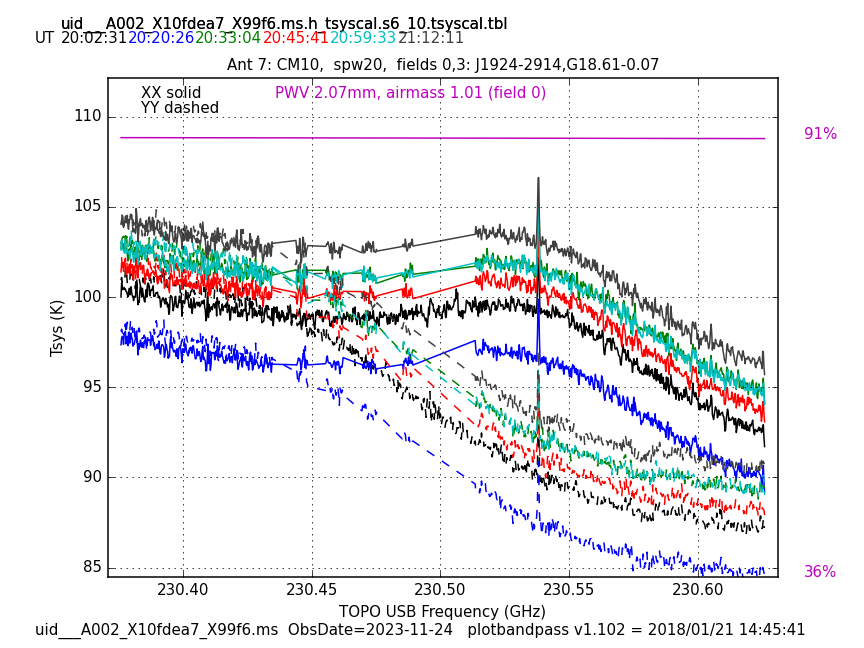 uid___A002_X10fdea7_X99f6.ms.h_tsyscal.s6_10.tsyscal.tbl
UT 20:02:31 20:20:26 20:33:04 20:45:41 20:59:33 21:12:11
Ant 7: CM10,  spw20,  fields 0,3: J1924-2914,G18.61-0.07
XX solid PWV 2.07mm, airmass 1.01 (field 0)
YY dashed
110
91%
105
100
95
90
85
36%
Tsys (K)
230.40 230.45 230.50 230.55 230.60
TOPO USB Frequency (GHz)
uid___A002_X10fdea7_X99f6.ms  ObsDate=2023-11-24   plotbandpass v1.102 = 2018/01/21 14:45:41